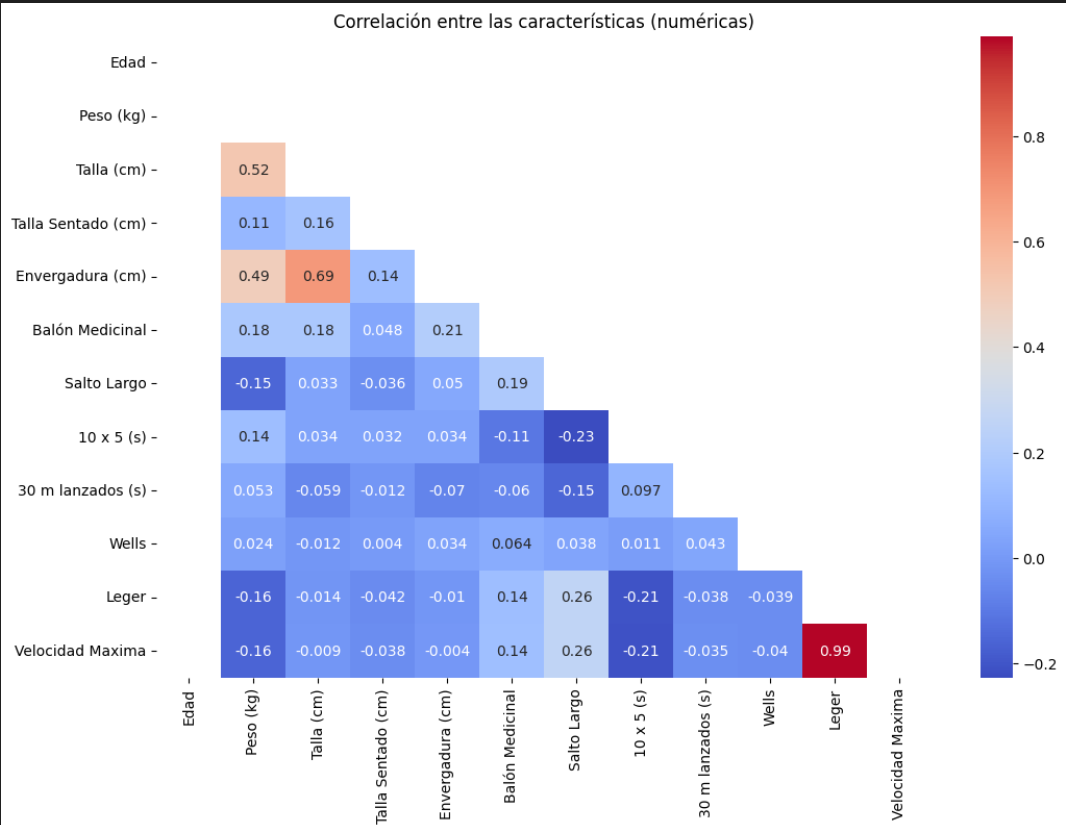 Correlación entre las características (numéricas)
Edad
Peso (kg)
Talla (cm) 0.52
Talla Sentado (cm) 0.11 0.16
Envergadura (cm) 0.49 0.69 0.14
Balón Medicinal 0.18 0.18 0.048 0.21
Salto Largo -0.15 0.033 -0.036 0.05 0.19
10 x 5 (s) 0.14 0.034 0.032 0.034 -0.11 -0.23
30 m lanzados (s) 0.053 -0.059 -0.012 -0.07 -0.06 -0.15 0.097
Wells 0.024 -0.012 0.004 0.034 0.064 0.038 0.011 0.043
Leger -0.16 -0.014 -0.042 -0.01 0.14 0.26 -0.21 -0.038 -0.039
Velocidad Maxima -0.16 -0.009 -0.038 -0.004 0.14 0.26 -0.21 -0.035 -0.04 0.99
Edad
Peso (kg)
Talla (cm)
Talla Sentado (cm)
Envergadura (cm)
Balón Medicinal
Salto Largo
10 x 5 (s)
30 m lanzados (s)
Wells
Leger
Velocidad Maxima
0.8
0.6
0.4
0.2
0.0
−0.2